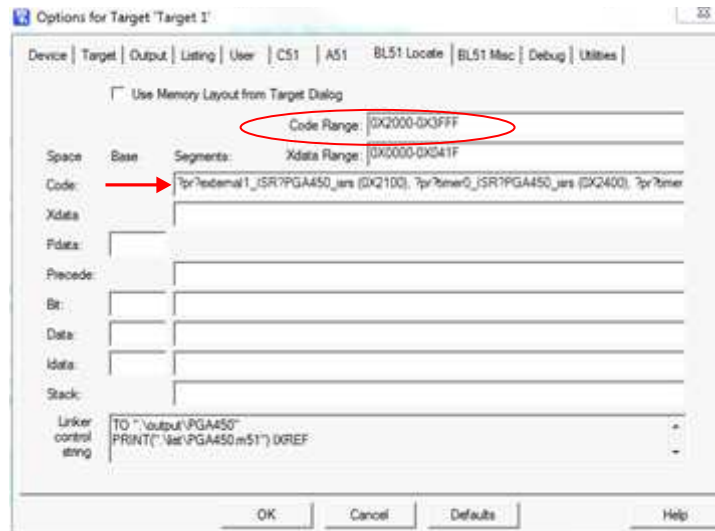 Options for Target 'Target 1'
Device | Target | Output | Listing | User | C51 | A51 BL51 Locate | BL51 Misc | Debug | Utilities |
Use Memory Layout from Target Dialog
Code Range: 0X2000-0X3FFF
Space Base Segments: Xdata Range: 0X0000-0X041F
Code: ?pr?external1_ISR?PGA450_isrs (0X2100), ?pr?timer0_ISR?PGA450_isrs (0X2400), ?pr?timer
Xdata
Pdata:
Precede:
Bit:
Data:
Idata:
Stack:
Linker control string
TO ".\output\PGA450"
PRINT(".\list\PGA450.m51") IXREF
OK Cancel Defaults Help